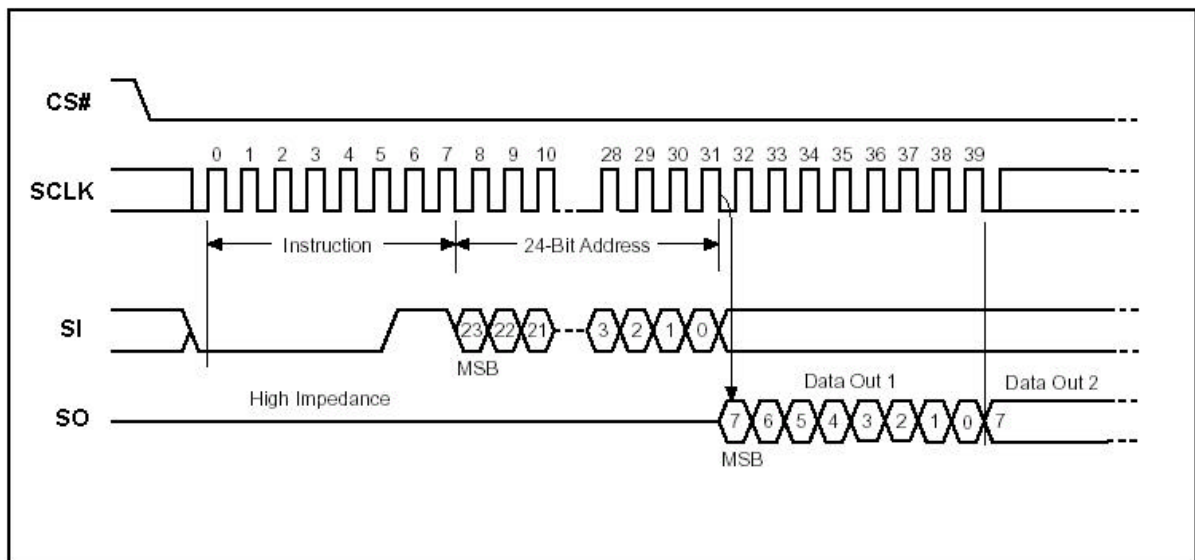 CS#
0 1 2 3 4 5 6 7 8 9 10 28 29 30 31 32 33 34 35 36 37 38 39
SCLK
Instruction 24-Bit Address
SI
23 22 21 3 2 1 0
MSB
Data Out 1 Data Out 2
High Impedance
SO
7 6 5 4 3 2 1 0 7
MSB